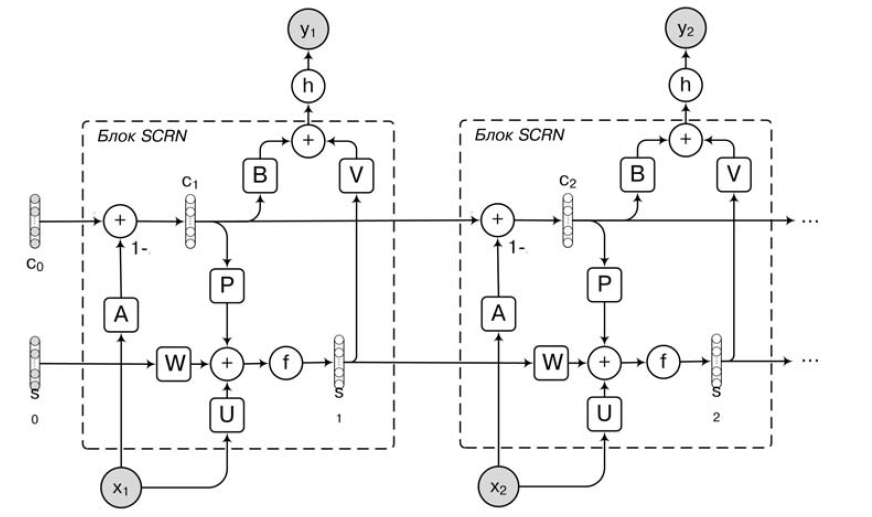 y₁
y₂
h
h
Блок SCRN
+
Блок SCRN
+
B
V
B
V
c₁
c₂
+
+
...
1-.
1-.
c₀
P
P
A
A
W
+
f
W
+
f
...
s
0
s
1
s
2
U
U
x₁
x₂